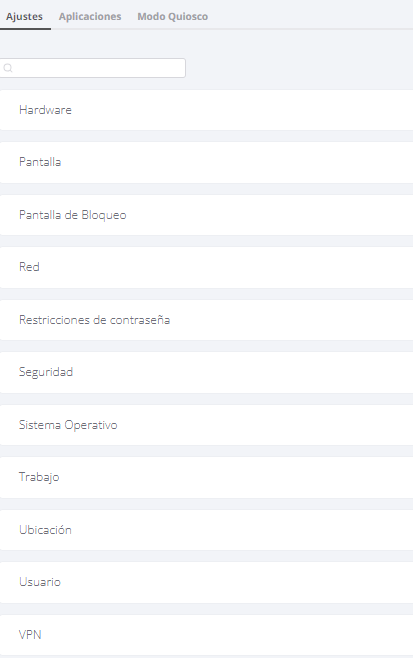 Ajustes Aplicaciones Modo Quiosco
Hardware
Pantalla
Pantalla de Bloqueo
Red
Restricciones de contraseña
Seguridad
Sistema Operativo
Trabajo
Ubicación
Usuario
VPN